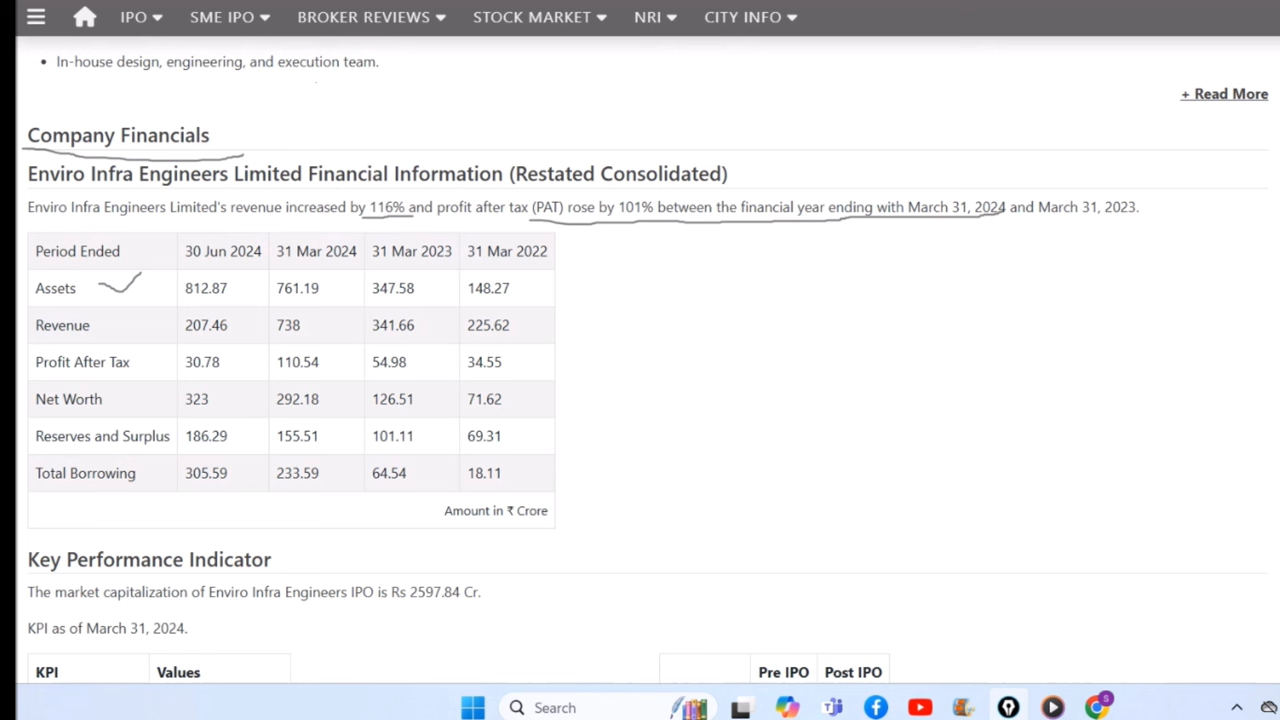 IPO SME IPO BROKER REVIEWS STOCK MARKET NRI CITY INFO
• In-house design, engineering, and execution team.
+ Read More
Company Financials
Enviro Infra Engineers Limited Financial Information (Restated Consolidated)
Enviro Infra Engineers Limited's revenue increased by 116% and profit after tax (PAT) rose by 101% between the financial year ending with March 31, 2024 and March 31, 2023.
Period Ended 30 Jun 2024 31 Mar 2024 31 Mar 2023 31 Mar 2022
Assets 812.87 761.19 347.58 148.27
Revenue 207.46 738 341.66 225.62
Profit After Tax 30.78 110.54 54.98 34.55
Net Worth 323 292.18 126.51 71.62
Reserves and Surplus 186.29 155.51 101.11 69.31
Total Borrowing 305.59 233.59 64.54 18.11
Amount in ₹ Crore
Key Performance Indicator
The market capitalization of Enviro Infra Engineers IPO is Rs 2597.84 Cr.
KPI as of March 31, 2024.
KPI Values Pre IPO Post IPO
Search